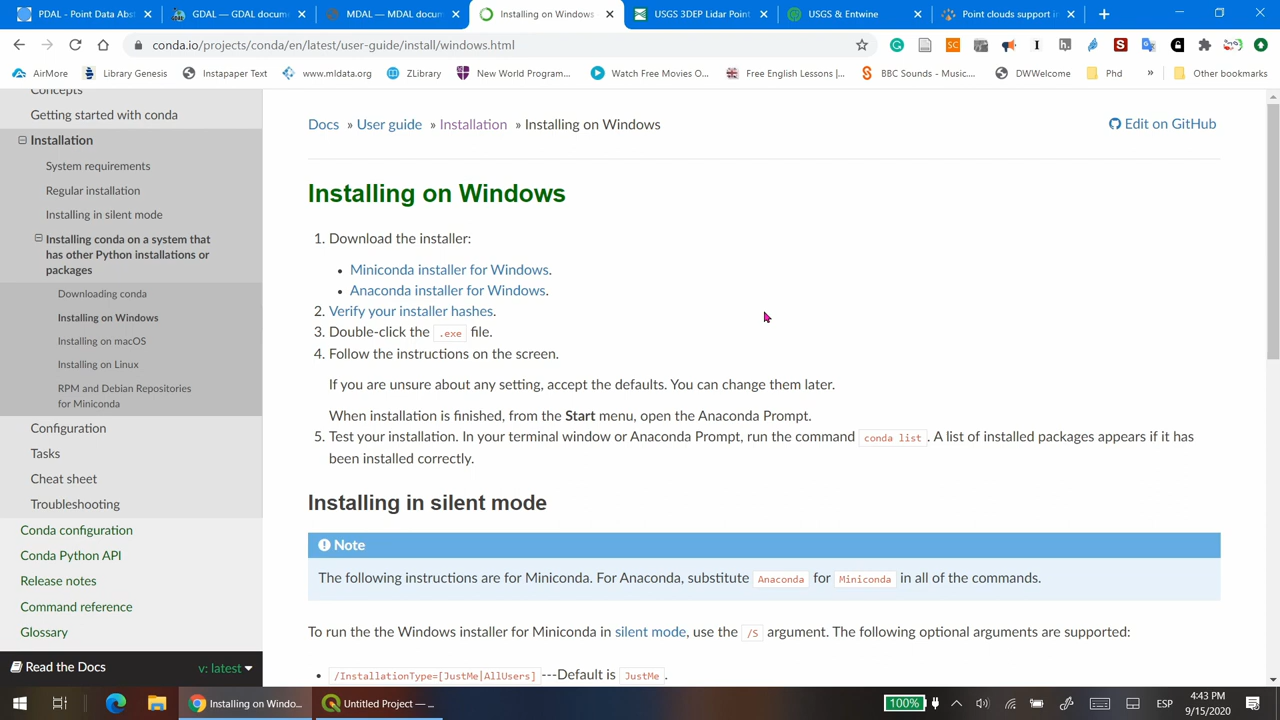 PDAL - Point Data Abst
GDAL — GDAL docum
MDAL — MDAL docum
Installing on Windows
USGS 3DEP Lidar Point
USGS & Entwine
Point clouds support in
conda.io/projects/conda/en/latest/user-guide/install/windows.html
AirMore
Library Genesis
Instapaper Text
www.mldata.org
ZLibrary
New World Program...
Watch Free Movies O...
Free English Lessons |...
BBC Sounds - Music....
DWWelcome
Phd
»
Other bookmarks
Concepts
Getting started with conda
Installation
System requirements
Regular installation
Installing in silent mode
Installing conda on a system that
has other Python installations or
packages
Downloading conda
Installing on Windows
Installing on macOS
Installing on Linux
RPM and Debian Repositories
for Miniconda
Configuration
Tasks
Cheat sheet
Troubleshooting
Conda configuration
Conda Python API
Release notes
Command reference
Glossary
Read the Docs
v: latest
Docs » User guide » Installation » Installing on Windows
Edit on GitHub
Installing on Windows
1. Download the installer:
• Miniconda installer for Windows.
• Anaconda installer for Windows.
2. Verify your installer hashes.
3. Double-click the .exe file.
4. Follow the instructions on the screen.
If you are unsure about any setting, accept the defaults. You can change them later.
When installation is finished, from the Start menu, open the Anaconda Prompt.
5. Test your installation. In your terminal window or Anaconda Prompt, run the command conda list. A list of installed packages appears if it has
been installed correctly.
Installing in silent mode
Note
The following instructions are for Miniconda. For Anaconda, substitute Anaconda for Miniconda in all of the commands.
To run the the Windows installer for Miniconda in silent mode, use the /S argument. The following optional arguments are supported:
• /InstallationType=[JustMe|AllUsers]---Default is JustMe.
Installing on Windo...
Untitled Project — ...
100%
ESP
4:43 PM
9/15/2020